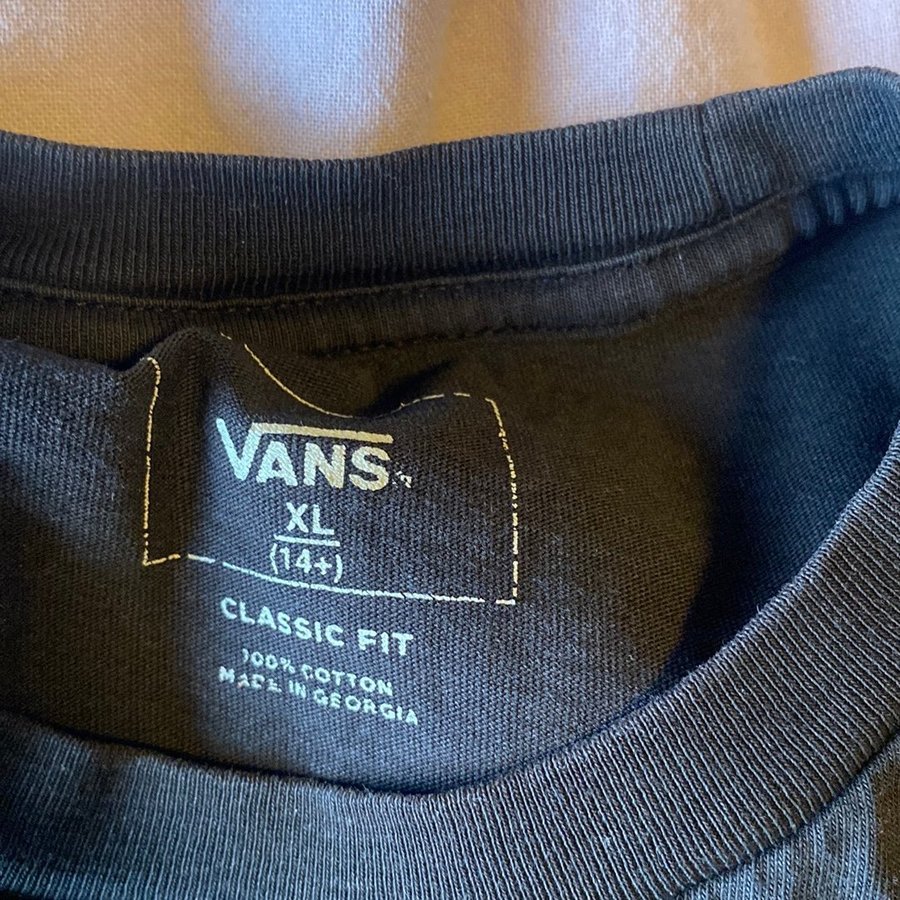 VANS
XL
(14+)
CLASSIC FIT
100% COTTON
MADE IN GEORGIA